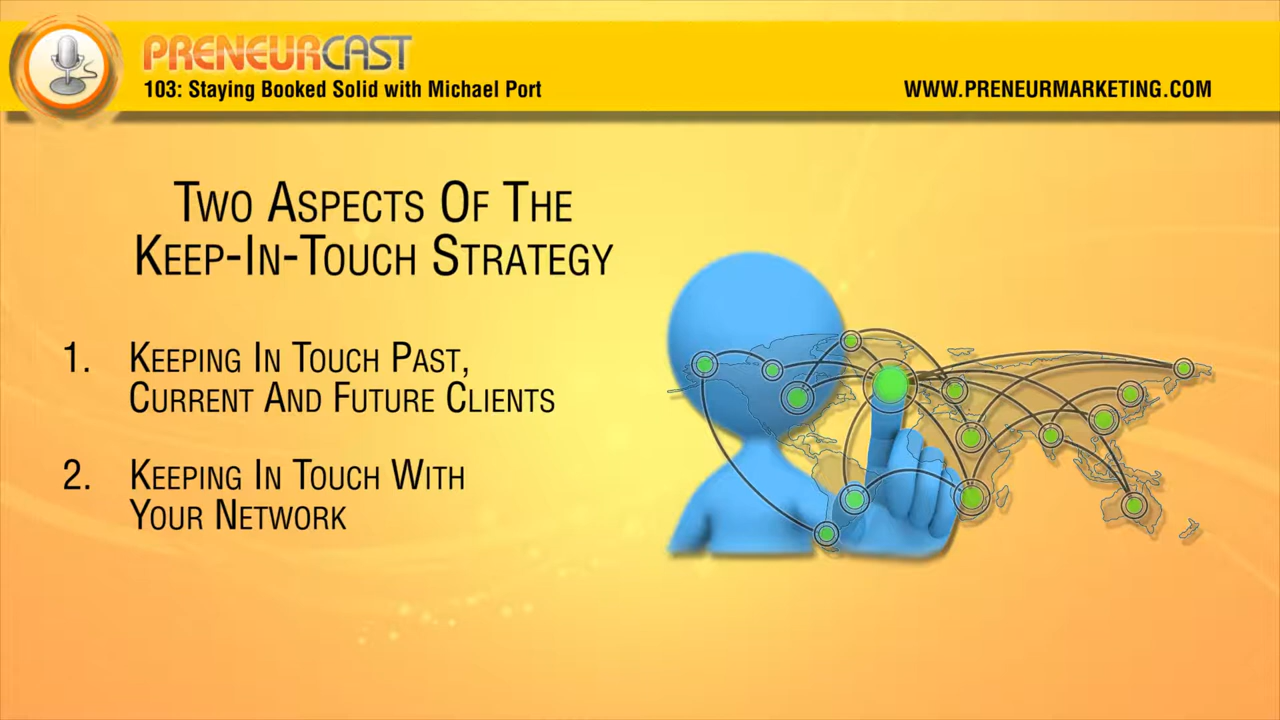 PRENEURCAST
103: Staying Booked Solid with Michael Port
WWW.PRENEURMARKETING.COM
TWO ASPECTS OF THE
KEEP-IN-TOUCH STRATEGY
1. KEEPING IN TOUCH PAST,
CURRENT AND FUTURE CLIENTS
2. KEEPING IN TOUCH WITH
YOUR NETWORK